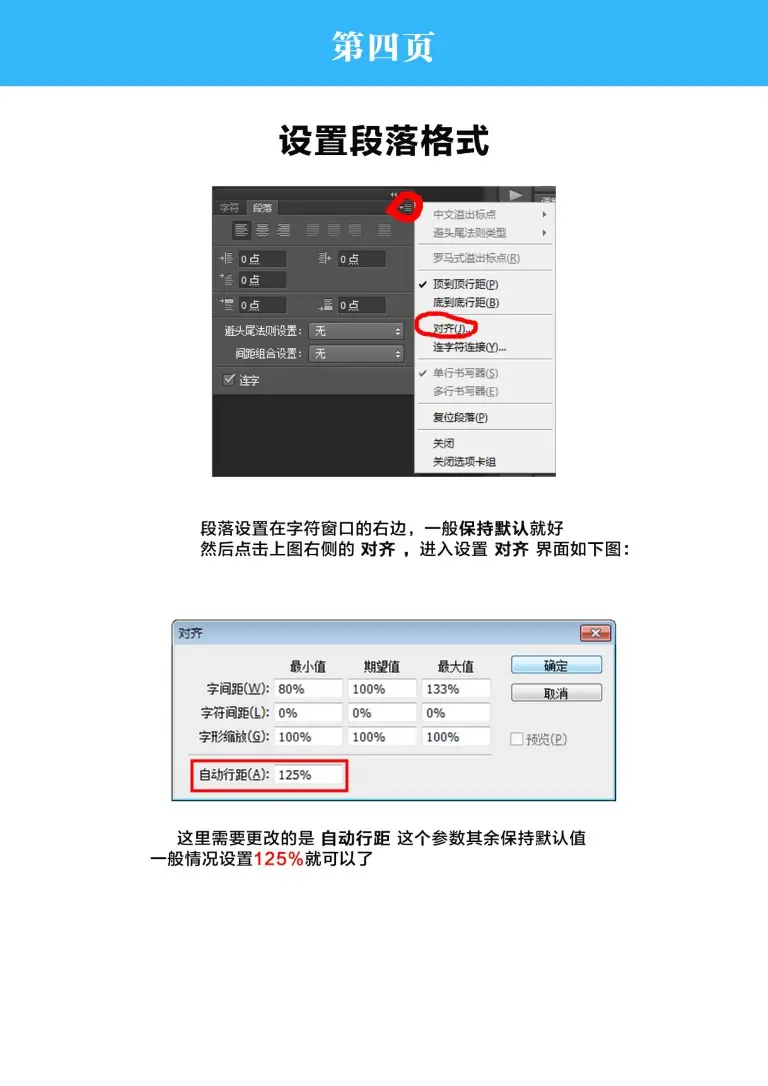 第四页
设置段落格式
字符 段落
0 点 0 点
0 点
0 点 0 点
避头尾法则设置: 无
间距组合设置: 无
连字
中文溢出标点
避头尾法则类型
罗马式溢出标点(R)
顶到顶行距(P)
底到底行距(B)
对齐(J)...
连字符连接(Y)...
单行书写器(S)
多行书写器(E)
复位段落(P)
关闭
关闭选项卡组
段落设置在字符窗口的右边，一般保持默认就好
然后点击上图右侧的 对齐 ，进入设置 对齐 界面如下图：
对齐
最小值 期望值 最大值
字间距(W): 80% 100% 133%
字符间距(L): 0% 0% 0%
字形缩放(G): 100% 100% 100%
自动行距(A): 125%
确定
取消
预览(P)
这里需要更改的是 自动行距 这个参数其余保持默认值
一般情况设置125%就可以了